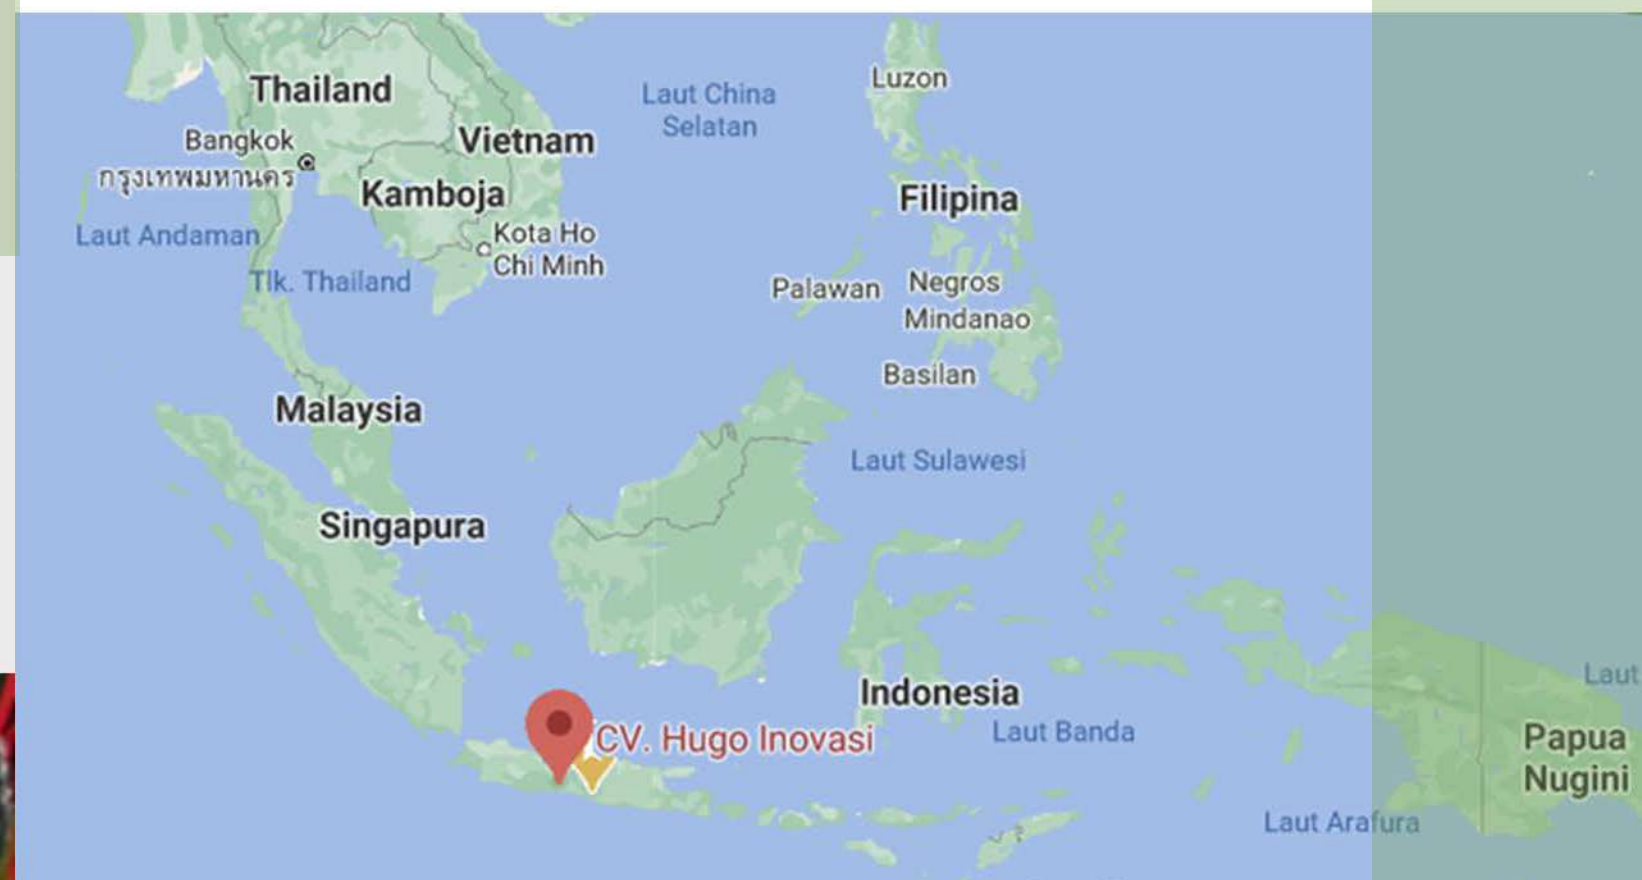 Thailand
Bangkok
กรุงเทพมหานคร
Vietnam
Kamboja
Kota Ho
Chi Minh
Laut Andaman
Tlk. Thailand
Laut China
Selatan
Luzon
Filipina
Palawan
Negros
Mindanao
Basilan
Malaysia
Singapura
Laut Sulawesi
Indonesia
CV. Hugo Inovasi
Laut Banda
Laut
Papua
Nugini
Laut Arafura